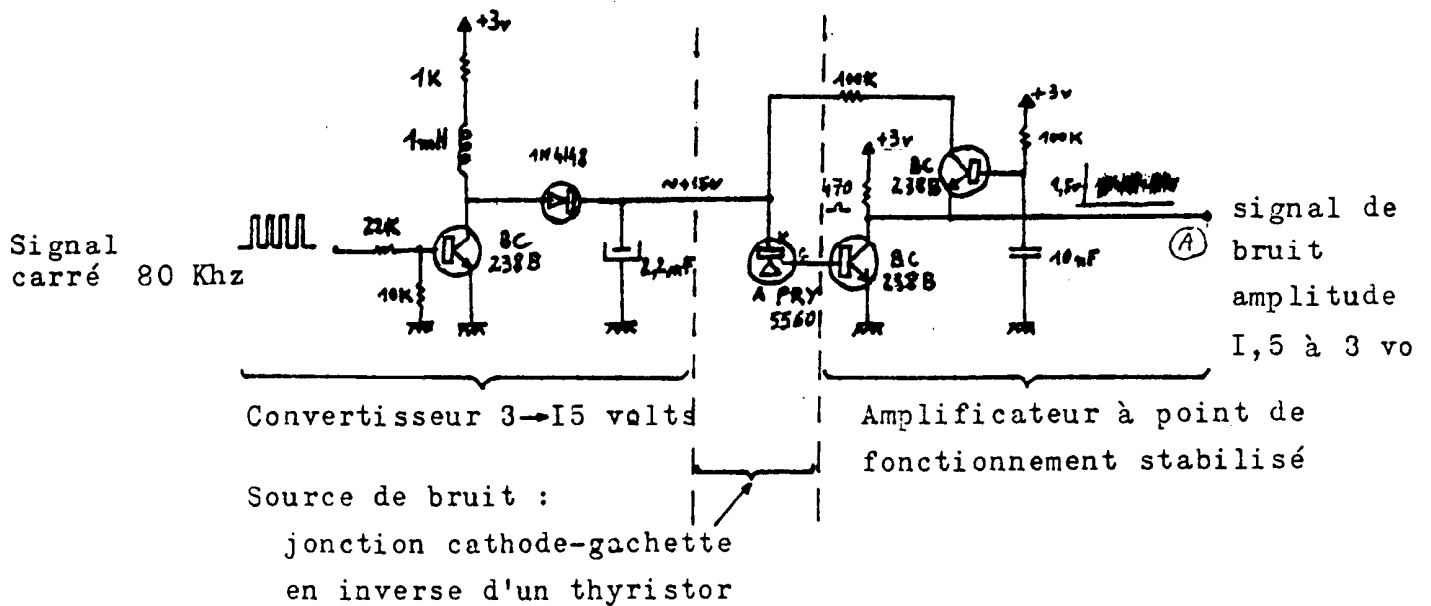 +3v
1K
1mH
1N4148
22K
10K
BC
238B
2,2mF
Signal
carré 80 Khz
~+15v
K
G
A PRY
5560
100K
+3v
470
Ω
BC
238B
BC
238B
+3v
100K
1,5v
10nF
A
signal de
bruit
amplitude
I,5 à 3 vo
Convertisseur 3→I5 volts
Amplificateur à point de
fonctionnement stabilisé
Source de bruit :
jonction cathode-gachette
en inverse d'un thyristor